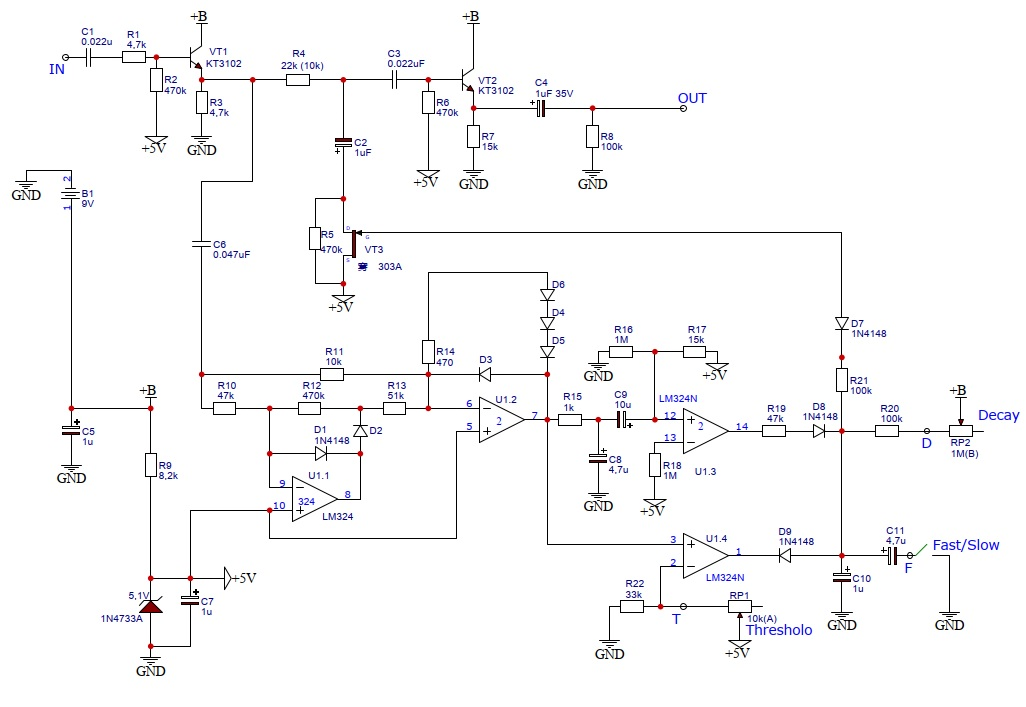 +B
+B
C1
0.022u
R1
4,7k
IN
VT1
KT3102
R2
470k
R3
4,7k
+5V
GND
R4
22k (10k)
C3
0.022uF
VT2
KT3102
C4
1uF 35V
+
OUT
R6
470k
R7
15k
R8
100k
C2
1uF
+
+5V
GND
GND
GND
2
B1
9V
1
C6
0.047uF
R5
470k
D
G
S
VT3
303A
+5V
D6
D4
D5
D7
1N4148
R11
10k
R14
470
D3
R16
1M
R17
15k
GND
+5V
R21
100k
+B
R10
47k
R12
470k
R13
51k
6
5
U1.2
2
7
R15
1k
C9
10u
+
LM324N
12
13
2
14
U1.3
R19
47k
D8
1N4148
R20
100k
D
+B
RP2
1M(B)
Decay
C5
1u
+
GND
R9
8,2k
D1
1N4148
D2
9
10
U1.1
324
8
LM324
C8
4,7u
+
GND
R18
1M
+5V
3
2
U1.4
1
LM324N
D9
1N4148
C11
4,7u
+
F
Fast/Slow
C10
1u
+
GND
GND
5,1V
1N4733A
C7
1u
+
+5V
GND
R22
33k
T
RP1
10k(A)
Thresholo
GND
+5V